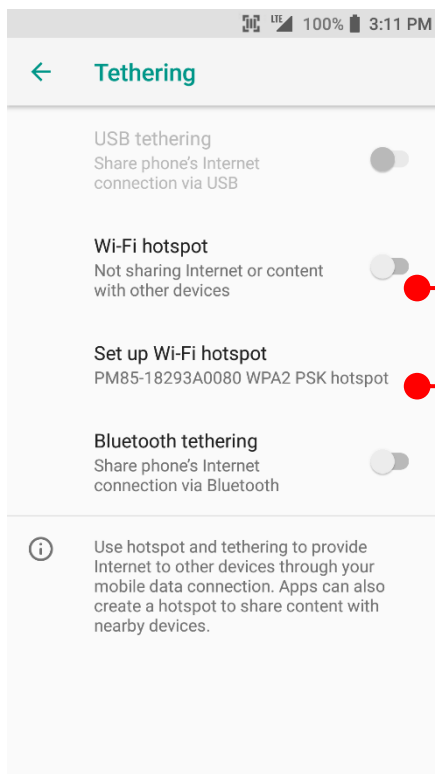 LTE 100% 3:11 PM
Tethering
USB tethering
Share phone's Internet
connection via USB
Wi-Fi hotspot
Not sharing Internet or content
with other devices
Set up Wi-Fi hotspot
PM85-18293A0080 WPA2 PSK hotspot
Bluetooth tethering
Share phone's Internet
connection via Bluetooth
Use hotspot and tethering to provide
Internet to other devices through your
mobile data connection. Apps can also
create a hotspot to share content with
nearby devices.